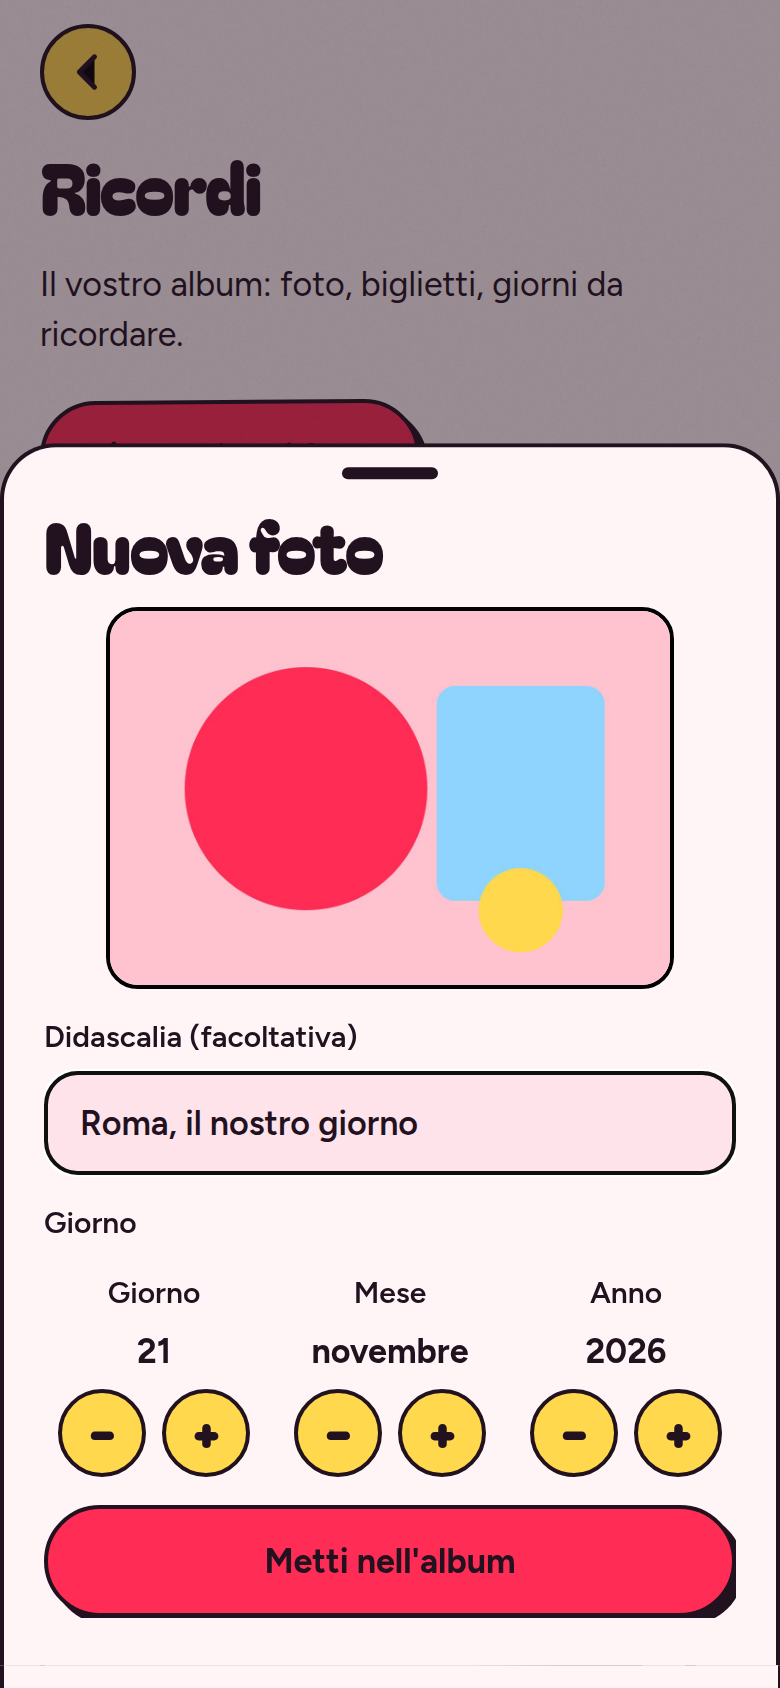 Ricordi
Il vostro album: foto, biglietti, giorni da
ricordare.
Nuova foto
Didascalia (facoltativa)
Roma, il nostro giorno
Giorno
Giorno Mese Anno
21 novembre 2026
- + - + - +
Metti nell'album